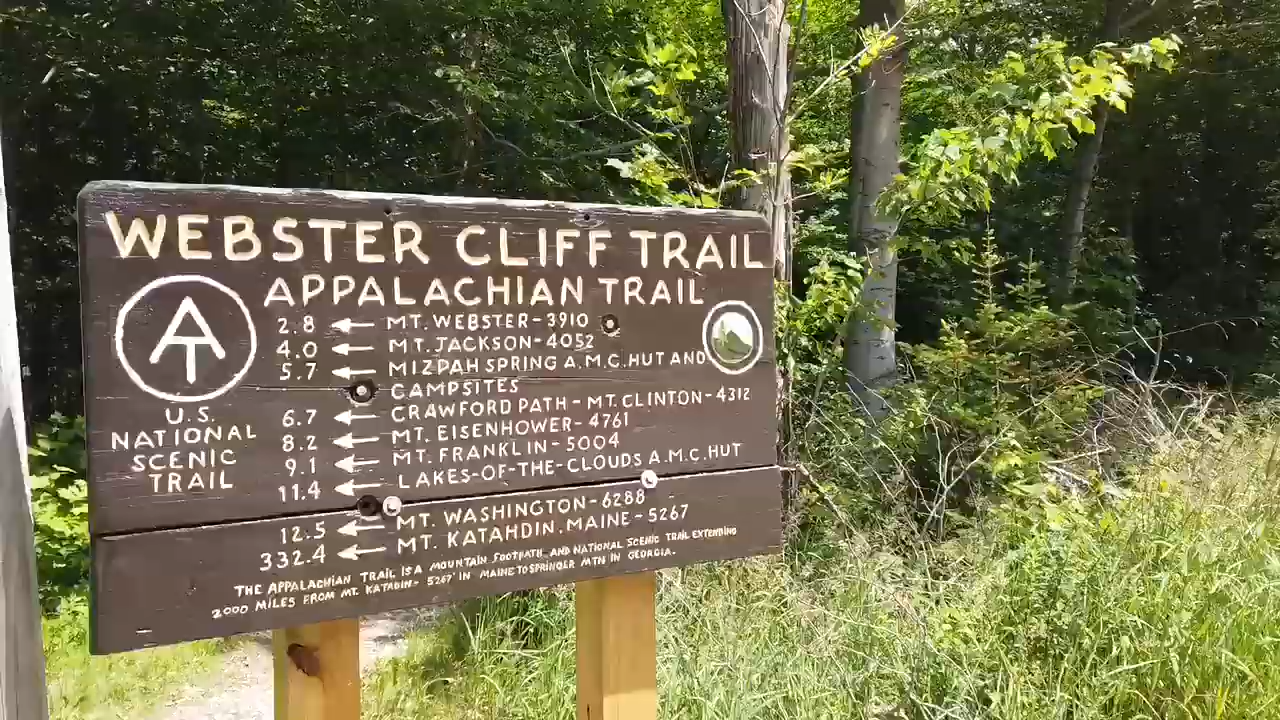 WEBSTER CLIFF TRAIL
APPALACHIAN TRAIL
AT
U.S.
NATIONAL
SCENIC
TRAIL
2.8 ← MT. WEBSTER-3910
4.0 ← MT. JACKSON-4052
5.7 ← MIZPAH SPRING A.M.C. HUT AND
CAMPSITES
6.7 ← CRAWFORD PATH-MT. CLINTON-4312
8.2 ← MT. EISENHOWER-4761
9.1 ← MT. FRANKLIN-5004
11.4 ← LAKES-OF-THE-CLOUDS A.M.C. HUT
12.5 ← MT. WASHINGTON-6288
332.4 ← MT. KATAHDIN, MAINE-5267
THE APPALACHIAN TRAIL IS A MOUNTAIN FOOTPATH AND NATIONAL SCENIC TRAIL EXTENDING
2000 MILES FROM MT. KATADIN- 5267' IN MAINE TO SPRINGER MTN IN GEORGIA.